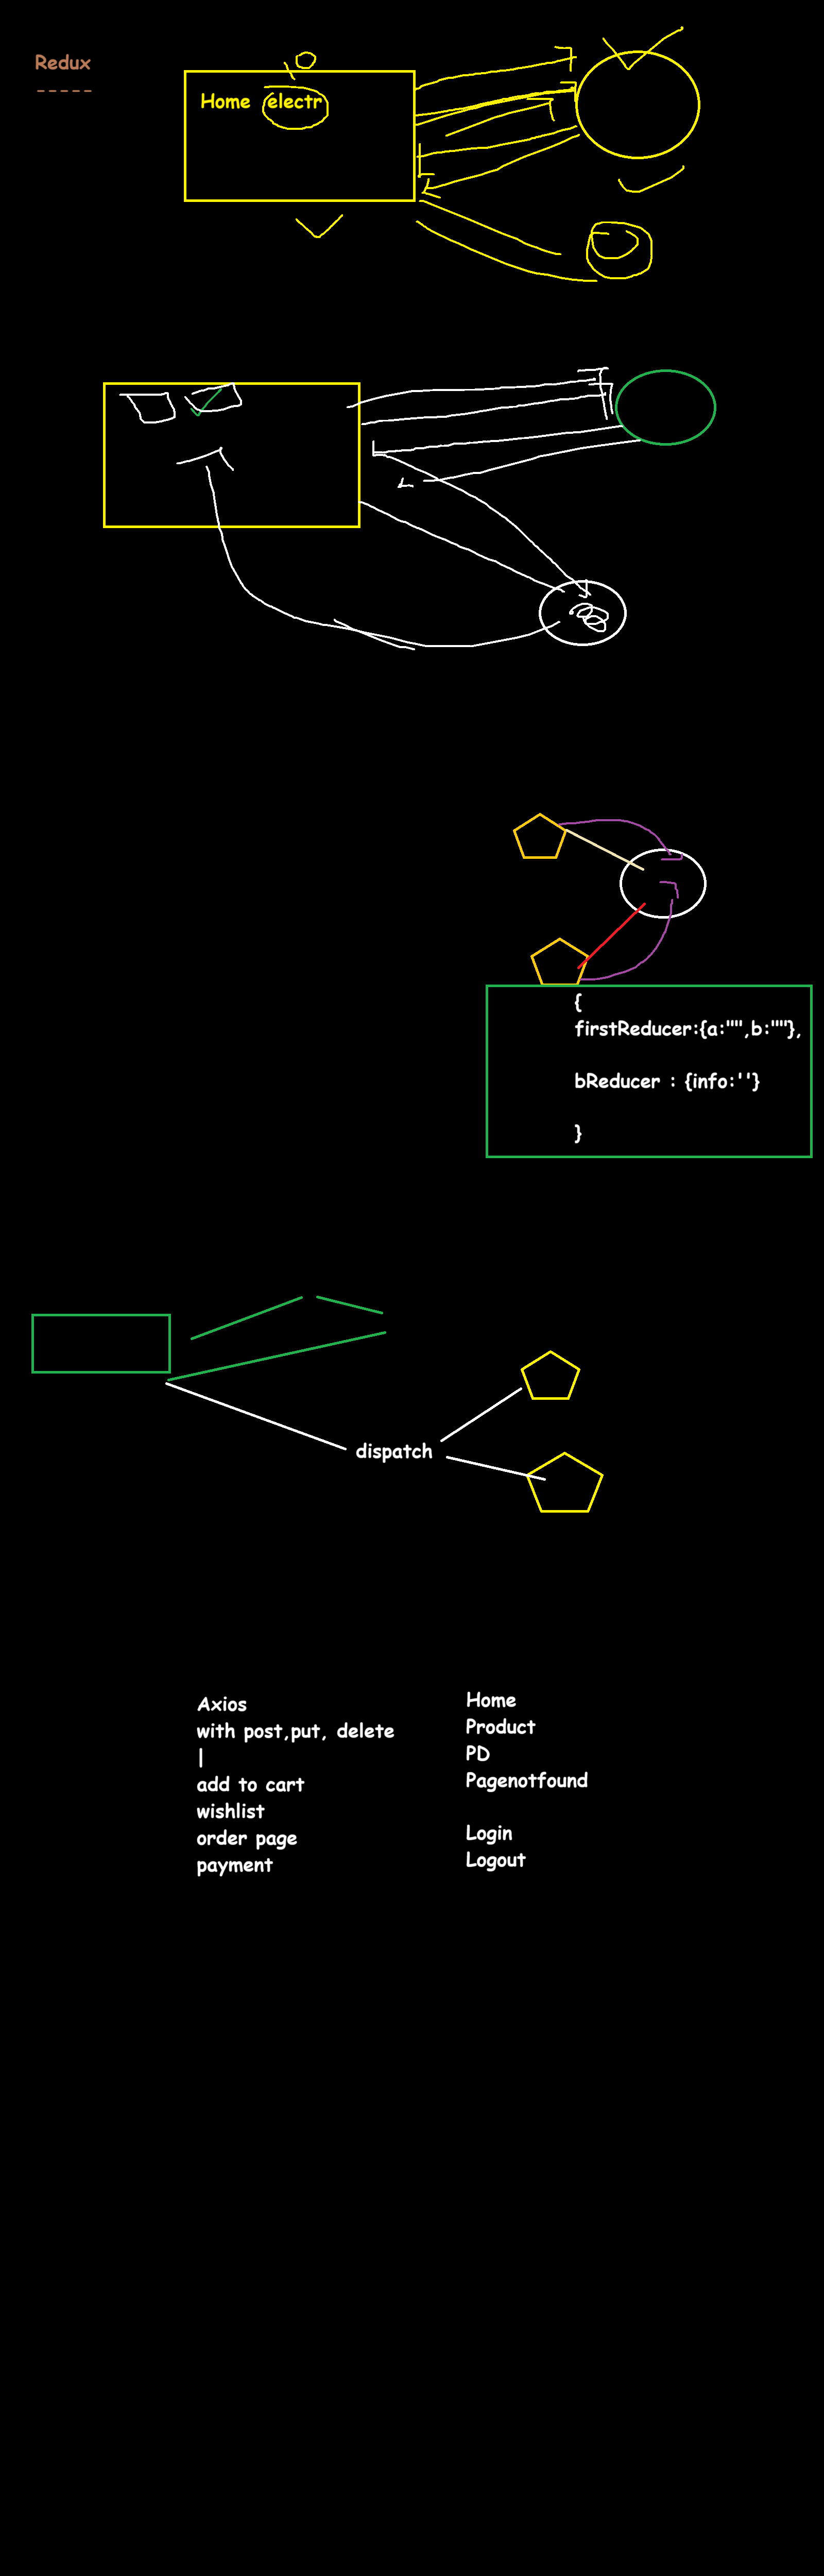 Redux
-----
Home electr
{
firstReducer:{a:"",b:""},
bReducer : {info:''}
}
dispatch
Axios
with post,put, delete
|
add to cart
wishlist
order page
payment
Home
Product
PD
Pagenotfound
Login
Logout